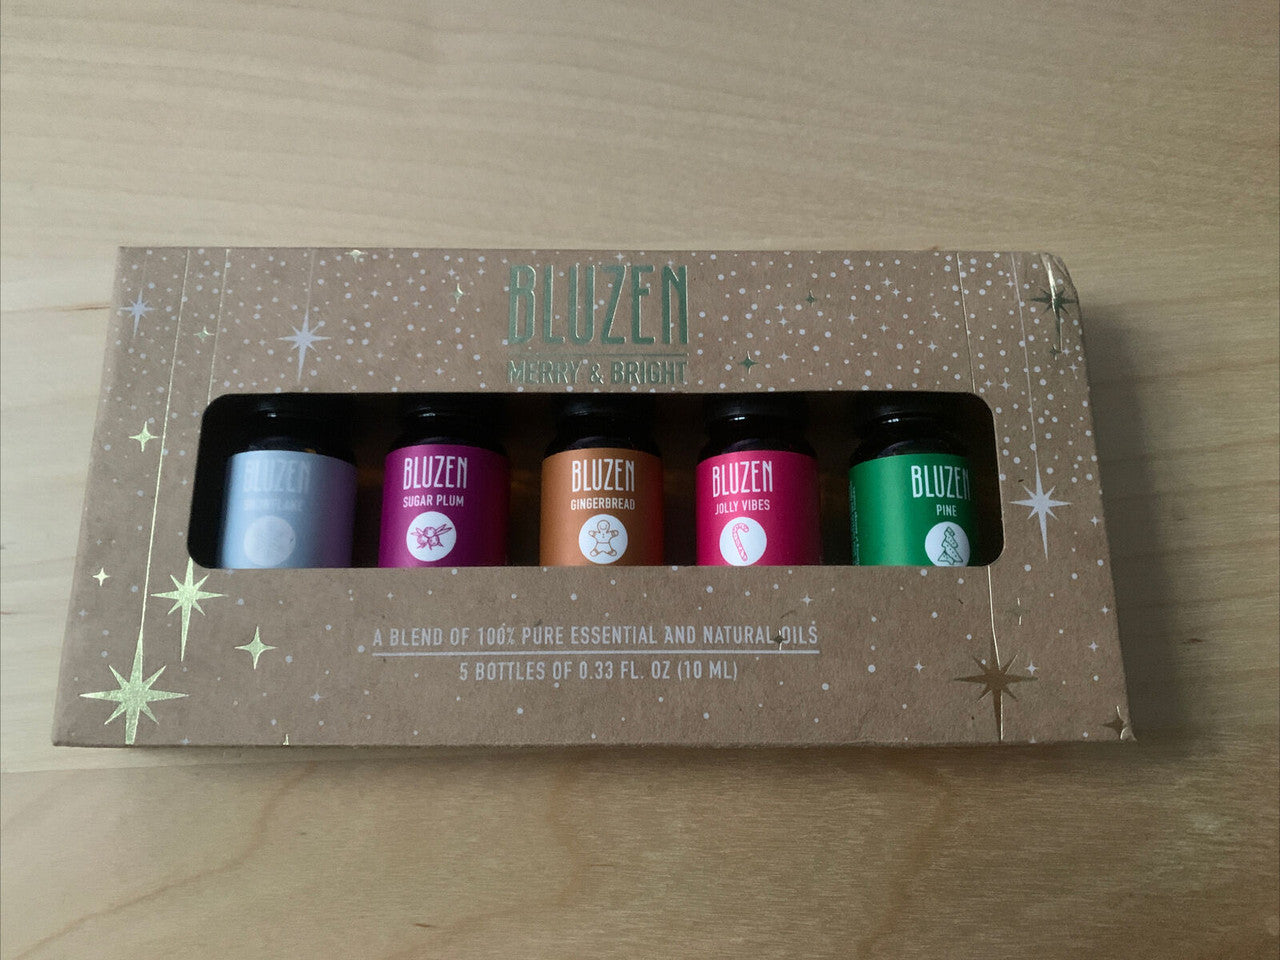 BLUZEN
MERRY & BRIGHT
BLUZEN
SNOWFLAKE
BLUZEN
SUGAR PLUM
BLUZEN
GINGERBREAD
BLUZEN
JOLLY VIBES
BLUZEN
PINE
A BLEND OF 100% PURE ESSENTIAL AND NATURAL OILS
5 BOTTLES OF 0.33 FL. OZ (10 ML)